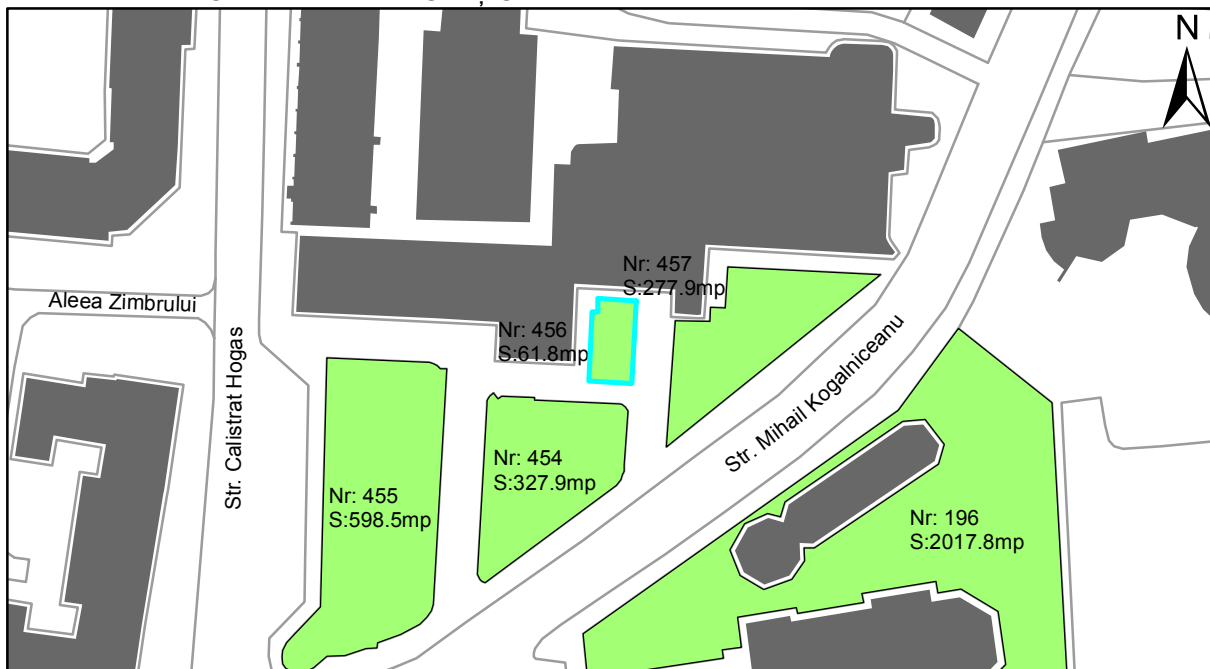 N
Nr: 457
S:277.9mp
Aleea Zimbrului
Nr: 456
S:61.8mp
Str. Calistrat Hogas
Str. Mihail Kogalniceanu
Nr: 454
S:327.9mp
Nr: 455
S:598.5mp
Nr: 196
S:2017.8mp